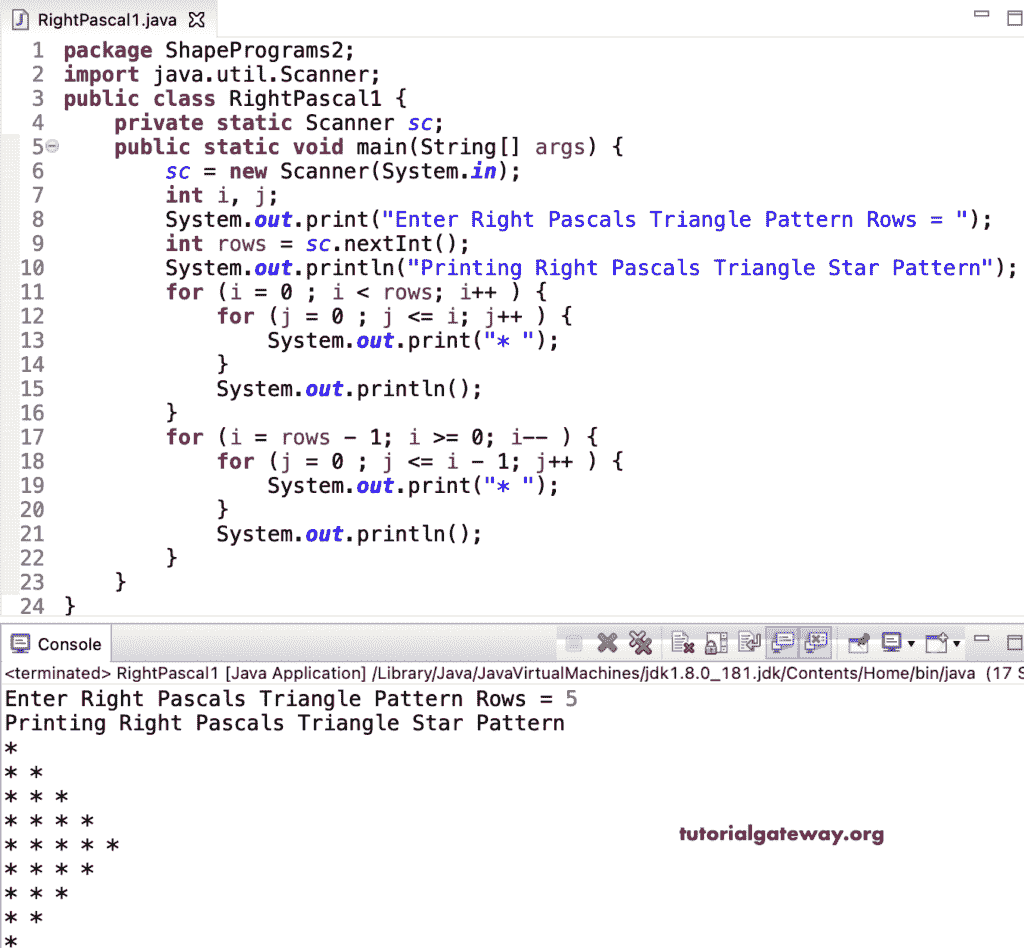 RightPascal1.java
1 package ShapePrograms2;
2 import java.util.Scanner;
3 public class RightPascal1 {
4     private static Scanner sc;
5     public static void main(String[] args) {
6         sc = new Scanner(System.in);
7         int i, j;
8         System.out.print("Enter Right Pascals Triangle Pattern Rows = ");
9         int rows = sc.nextInt();
10         System.out.println("Printing Right Pascals Triangle Star Pattern");
11         for (i = 0 ; i < rows; i++ ) {
12             for (j = 0 ; j <= i; j++ ) {
13                 System.out.print("* ");
14             }
15             System.out.println();
16         }
17         for (i = rows - 1; i >= 0; i-- ) {
18             for (j = 0 ; j <= i - 1; j++ ) {
19                 System.out.print("* ");
20             }
21             System.out.println();
22         }
23     }
24 }
Console
<terminated> RightPascal1 [Java Application] /Library/Java/JavaVirtualMachines/jdk1.8.0_181.jdk/Contents/Home/bin/java (17 S
Enter Right Pascals Triangle Pattern Rows = 5
Printing Right Pascals Triangle Star Pattern
*
* *
* * *
* * * *
* * * * *
* * * *
* * *
* *
*
tutorialgateway.org